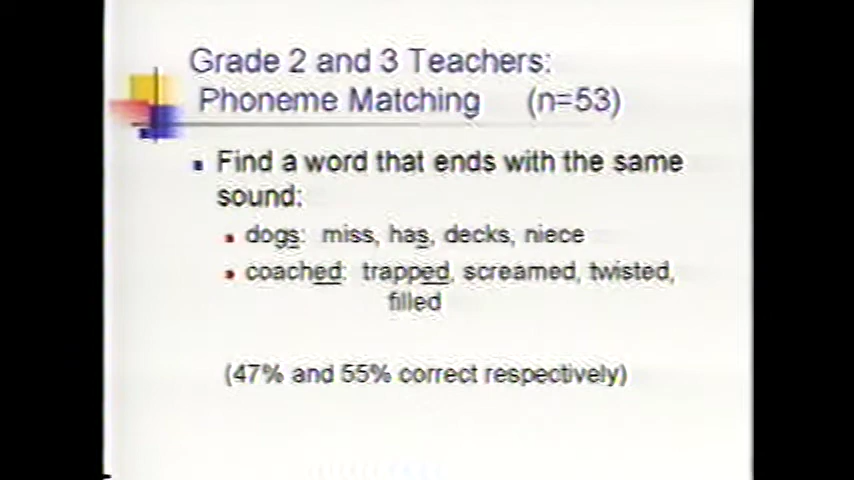 Grade 2 and 3 Teachers:
Phoneme Matching (n=53)
Find a word that ends with the same
sound:
dogs: miss, has, decks, niece
coached: trapped, screamed, twisted,
filled
(47% and 55% correct respectively)